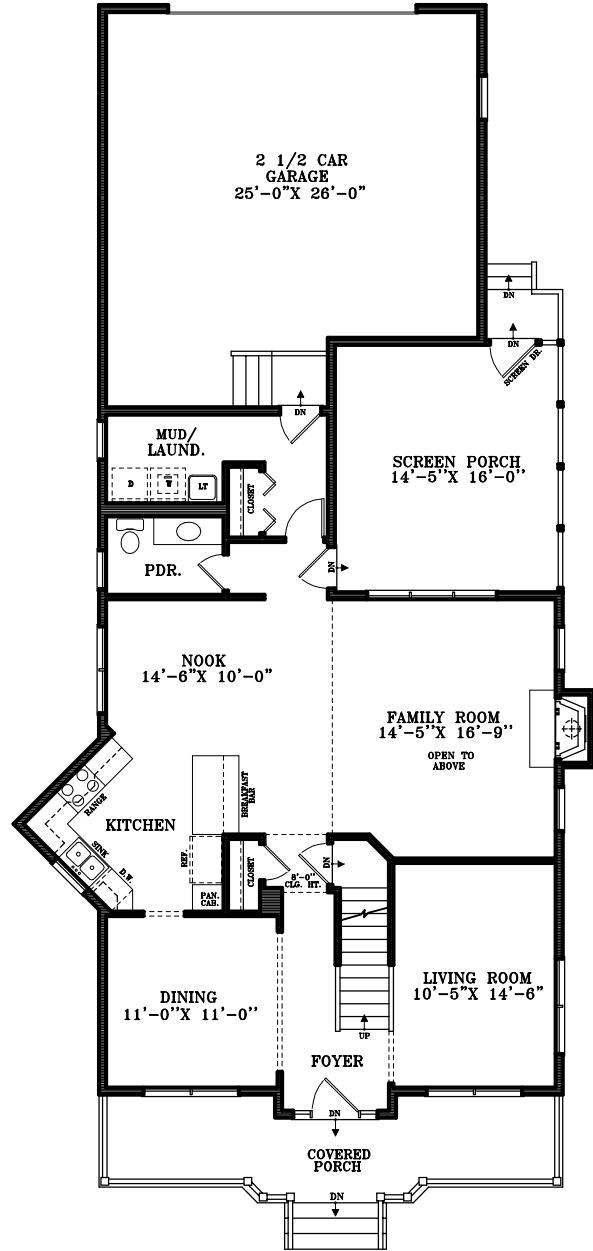 2 1/2 CAR
GARAGE
25'-0"X 26'-0"
DN
DN
SCREEN DR.
DN
MUD/
LAUND.
D
W
LT
CLOSET
SCREEN PORCH
14'-5"X 16'-0"
PDR.
DN
NOOK
14'-6"X 10'-0"
FAMILY ROOM
14'-5"X 16'-9"
OPEN TO
ABOVE
RANGE
KITCHEN
BREAKFAST
BAR
SINK
D.W.
REF.
PAN.
CAB.
CLOSET
8'-0"
CLG. HT.
DN
DINING
11'-0"X 11'-0"
LIVING ROOM
10'-5"X 14'-6"
UP
FOYER
DN
COVERED
PORCH
DN